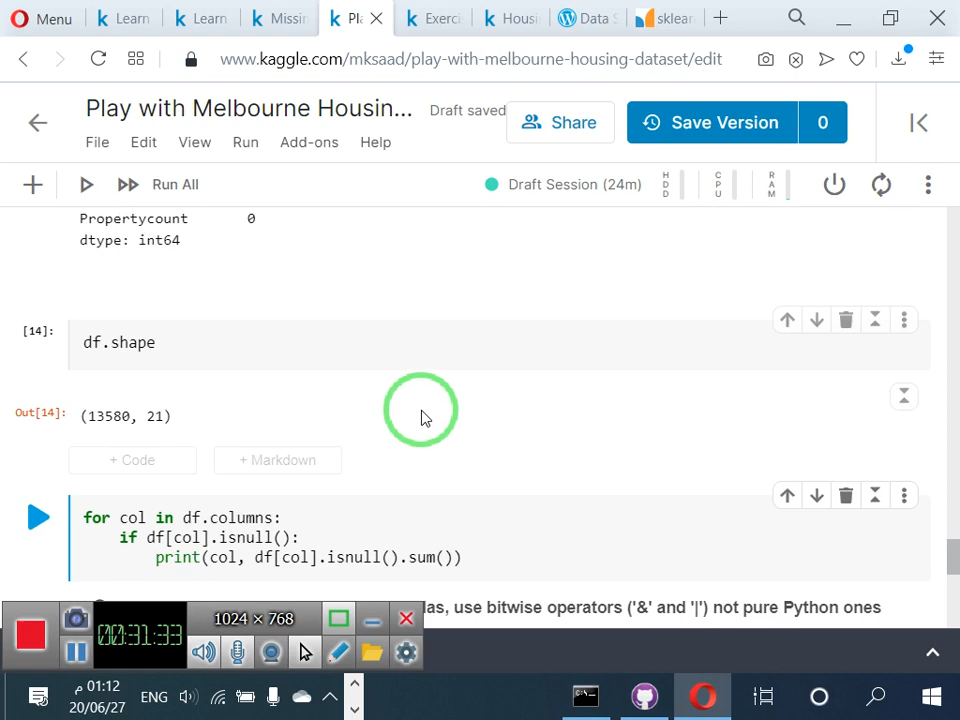 Menu
Learn
Learn
Missin
Pla
Exerci
Housi
Data S
sklear
www.kaggle.com/mksaad/play-with-melbourne-housing-dataset/edit
Play with Melbourne Housin...
Draft saved
Share
Save Version
0
File
Edit
View
Run
Add-ons
Help
Run All
Draft Session (24m)
HDD
CPU
RAM
Propertycount 0
dtype: int64
[14]:
df.shape
Out[14]:
(13580, 21)
+ Code
+ Markdown
for col in df.columns:
if df[col].isnull():
print(col, df[col].isnull().sum())
las, use bitwise operators ('&' and '|') not pure Python ones
1024 × 768
00:31:33
ENG
01:12 م
20/06/27